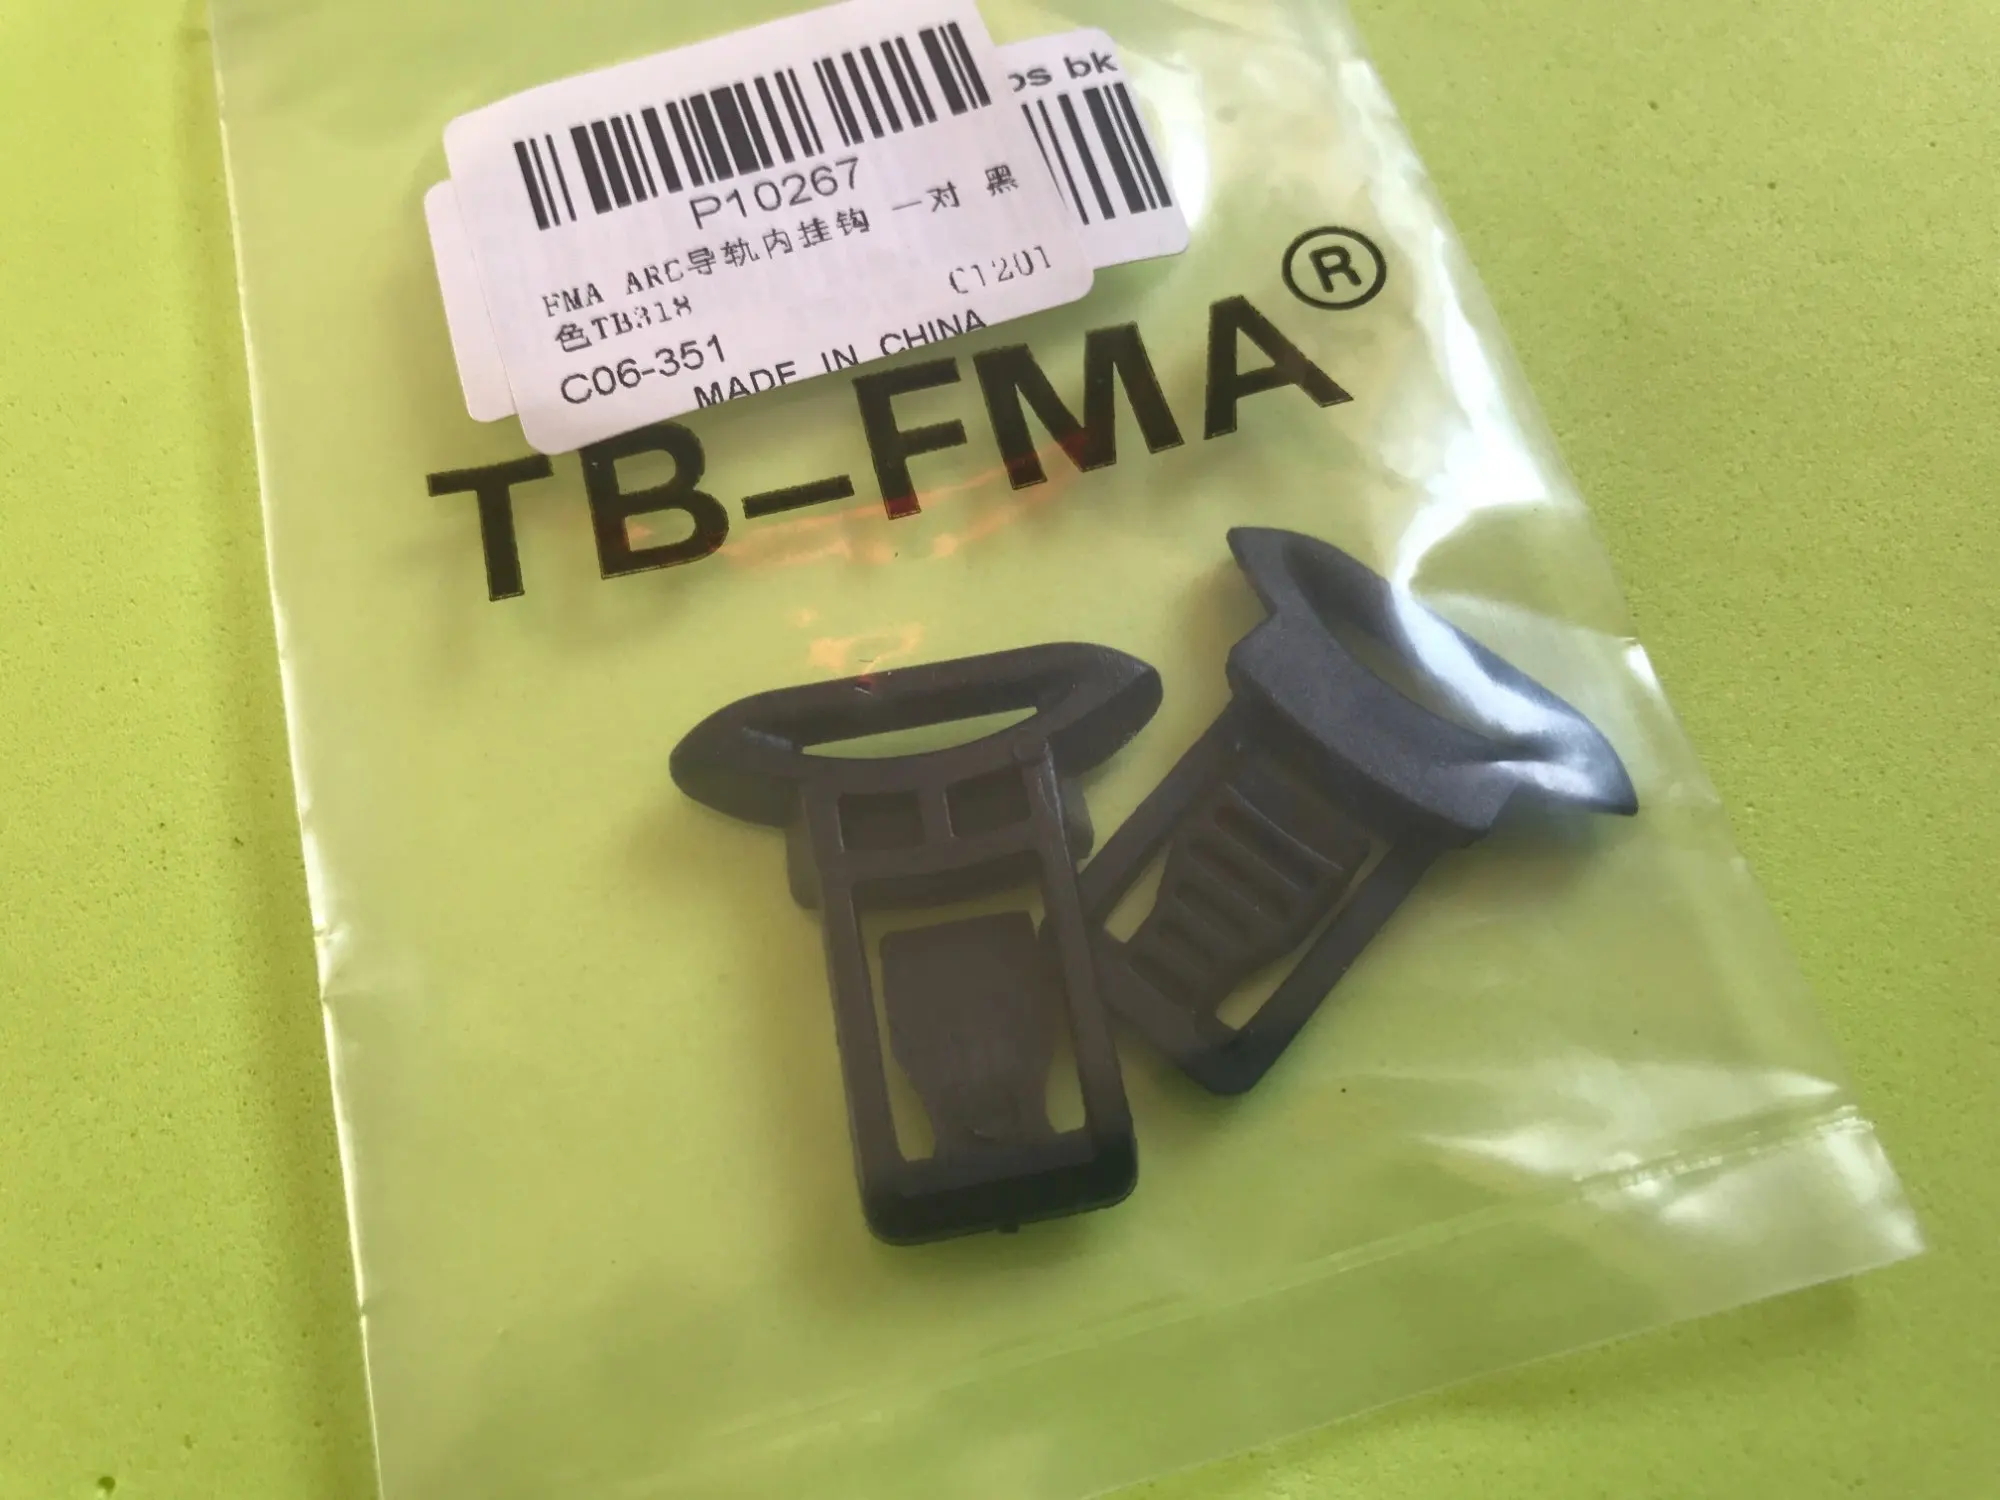 bk
P10267
FMA ARC导轨内挂钩 一对 黑
色TB318
C1201
C06-351
MADE IN CHINA
TB-FMA®